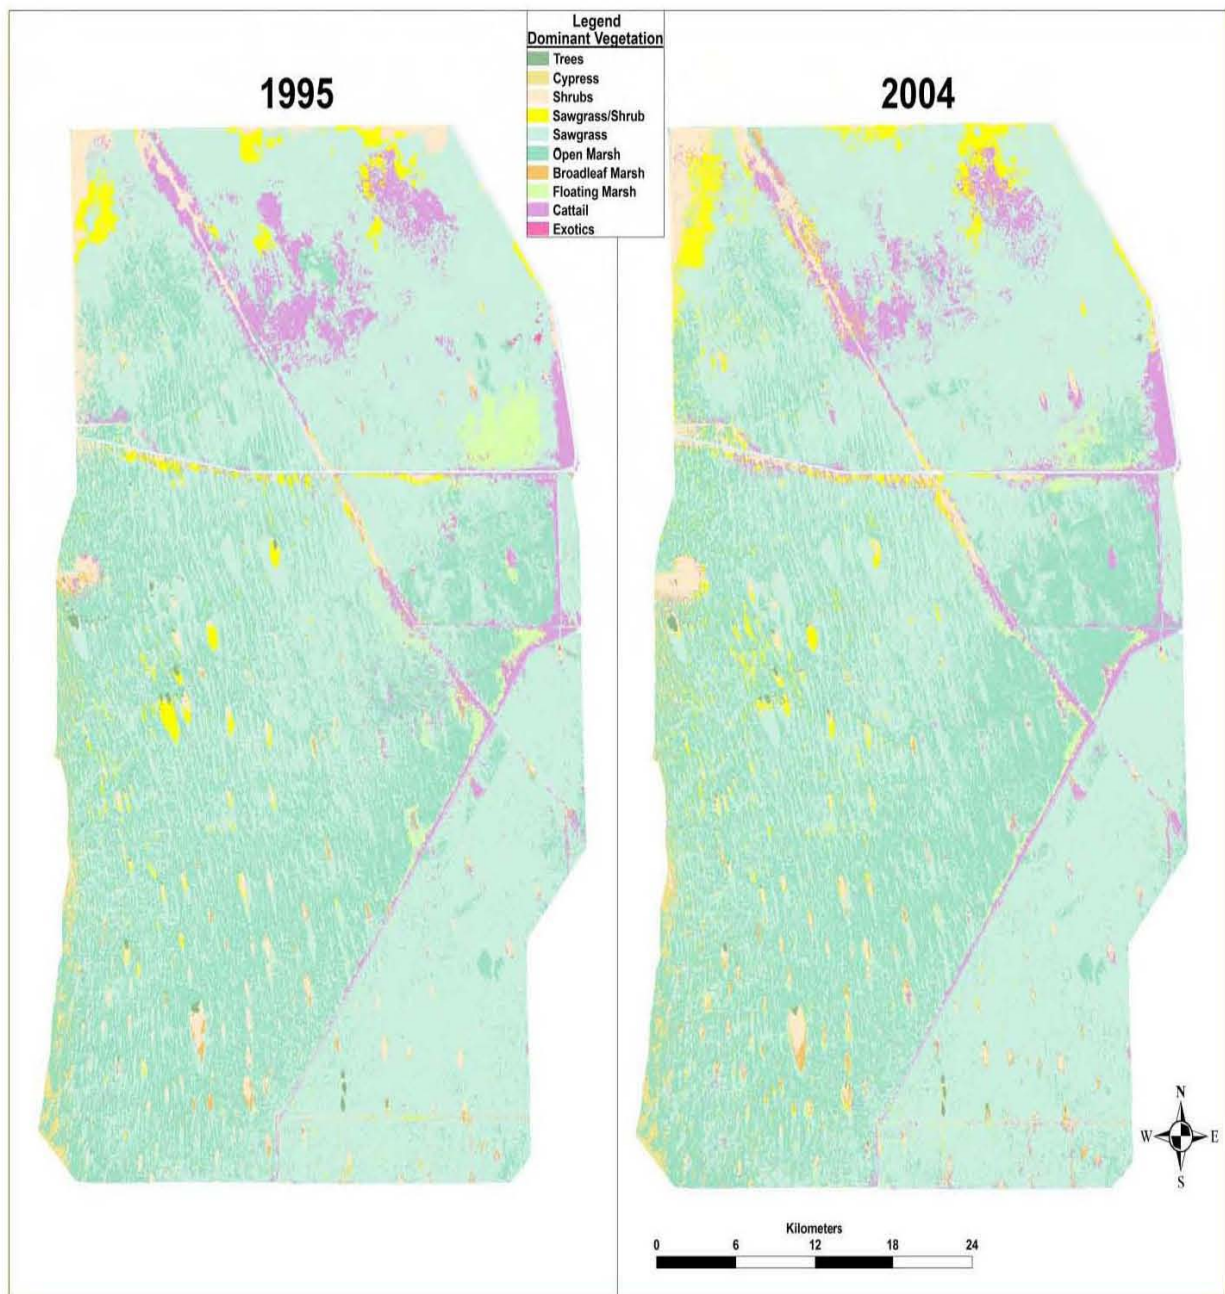 Legend
Dominant Vegetation
Trees
Cypress
Shrubs
Sawgrass/Shrub
Sawgrass
Open Marsh
Broadleaf Marsh
Floating Marsh
Cattail
Exotics
1995
2004
N
W E
S
Kilometers
0 6 12 18 24